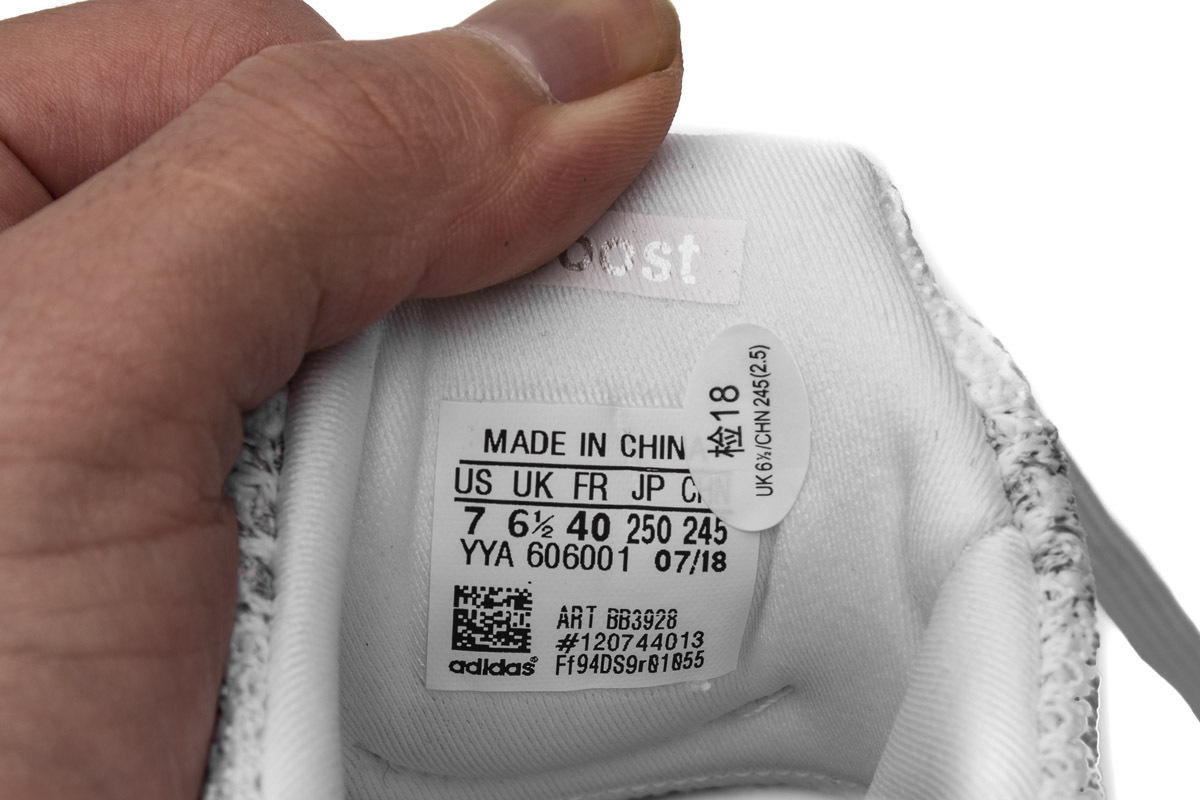 oost
检18
UK 6½/CHN 245(2.5)
MADE IN CHIN
US UK FR JP CHN
7 6½ 40 250 245
YYA 606001 07/18
ART BB3928
#120744013
Ff94DS9r01055
adidas®